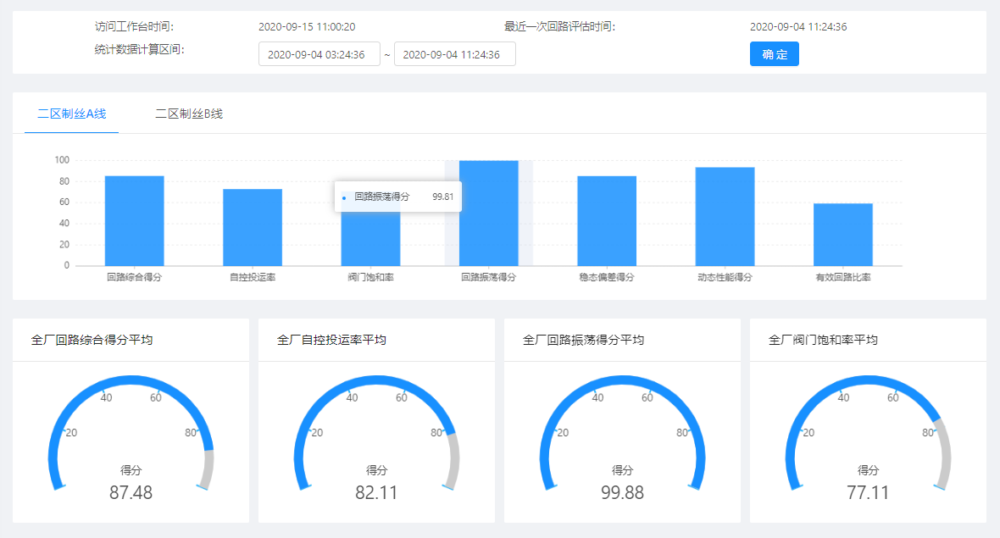 访问工作台时间: 2020-09-15 11:00:20 最近一次回路评估时间: 2020-09-04 11:24:36
统计数据计算区间: 2020-09-04 03:24:36 ~ 2020-09-04 11:24:36 确 定
二区制丝A线 二区制丝B线
100
80
60
40
20
0
回路振荡得分 99.81
回路综合得分 自控投运率 阀门饱和率 回路振荡得分 稳态偏差得分 动态性能得分 有效回路比率
全厂回路综合得分平均
20 40 60 80
得分
87.48
全厂自控投运率平均
20 40 60 80
得分
82.11
全厂回路振荡得分平均
20 40 60 80
得分
99.88
全厂阀门饱和率平均
20 40 60 80
得分
77.11